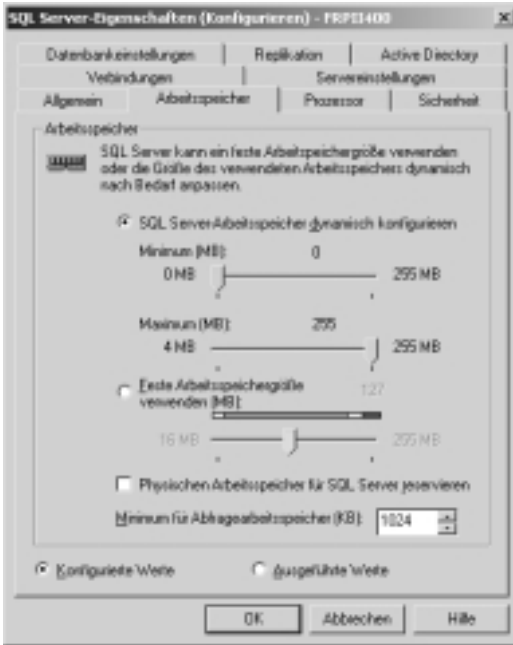 SQL Server-Eigenschaften (Konfigurieren) - FRPII400
Datenbankeinstellungen Replikation Active Directory
Verbindungen Servereinstellungen
Allgemein Arbeitsspeicher Prozessor Sicherheit
Arbeitsspeicher
SQL Server kann ein feste Arbeitspeichergröße verwenden
oder die Größe des verwendeten Arbeitsspeichers dynamisch
nach Bedarf anpassen.
SQL Server-Arbeitsspeicher dynamisch konfigurieren
Minimum (MB): 0
0 MB 255 MB
Maximum (MB): 255
4 MB 255 MB
Feste Arbeitsspeichergröße
verwenden (MB): 127
16 MB 255 MB
Physischen Arbeitsspeicher für SQL Server reservieren
Minimum für Abfragearbeitsspeicher (KB): 1024
Konfigurierte Werte Ausgeführte Werte
OK Abbrechen Hilfe